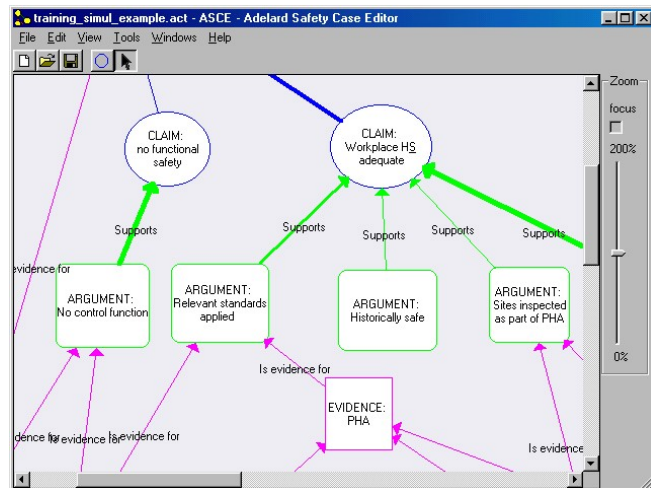 training_simul_example.act - ASCE - Adelard Safety Case Editor
File Edit View Tools Windows Help
Zoom
focus
200%
0%
CLAIM:
no functional
safety
CLAIM:
Workplace HS
adequate
Supports
Supports
Supports
Supports
Supports
evidence for
ARGUMENT:
No control function
ARGUMENT:
Relevant standards
applied
ARGUMENT:
Historically safe
ARGUMENT:
Sites inspected
as part of PHA
Is evidence for
EVIDENCE:
PHA
dence for
Is evidence for
Is evidence for
Is evidence